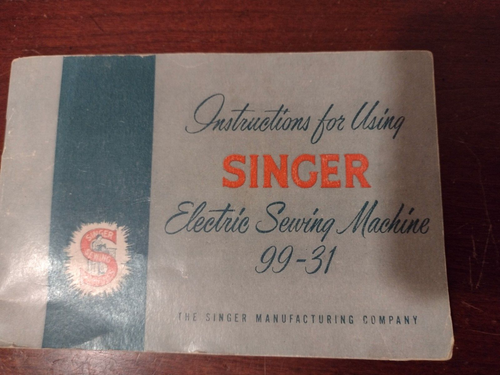 Instructions for Using
SINGER
Electric Sewing Machine
99-31
THE SINGER MANUFACTURING COMPANY
S